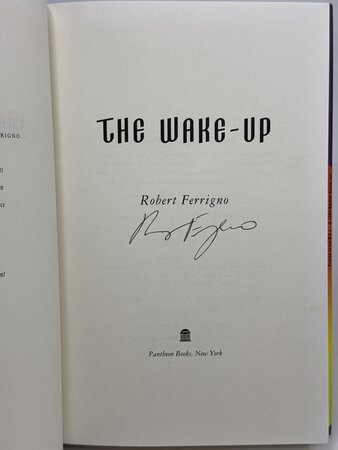 THE WAKE-UP
Robert Ferrigno
Pantheon Books, New York